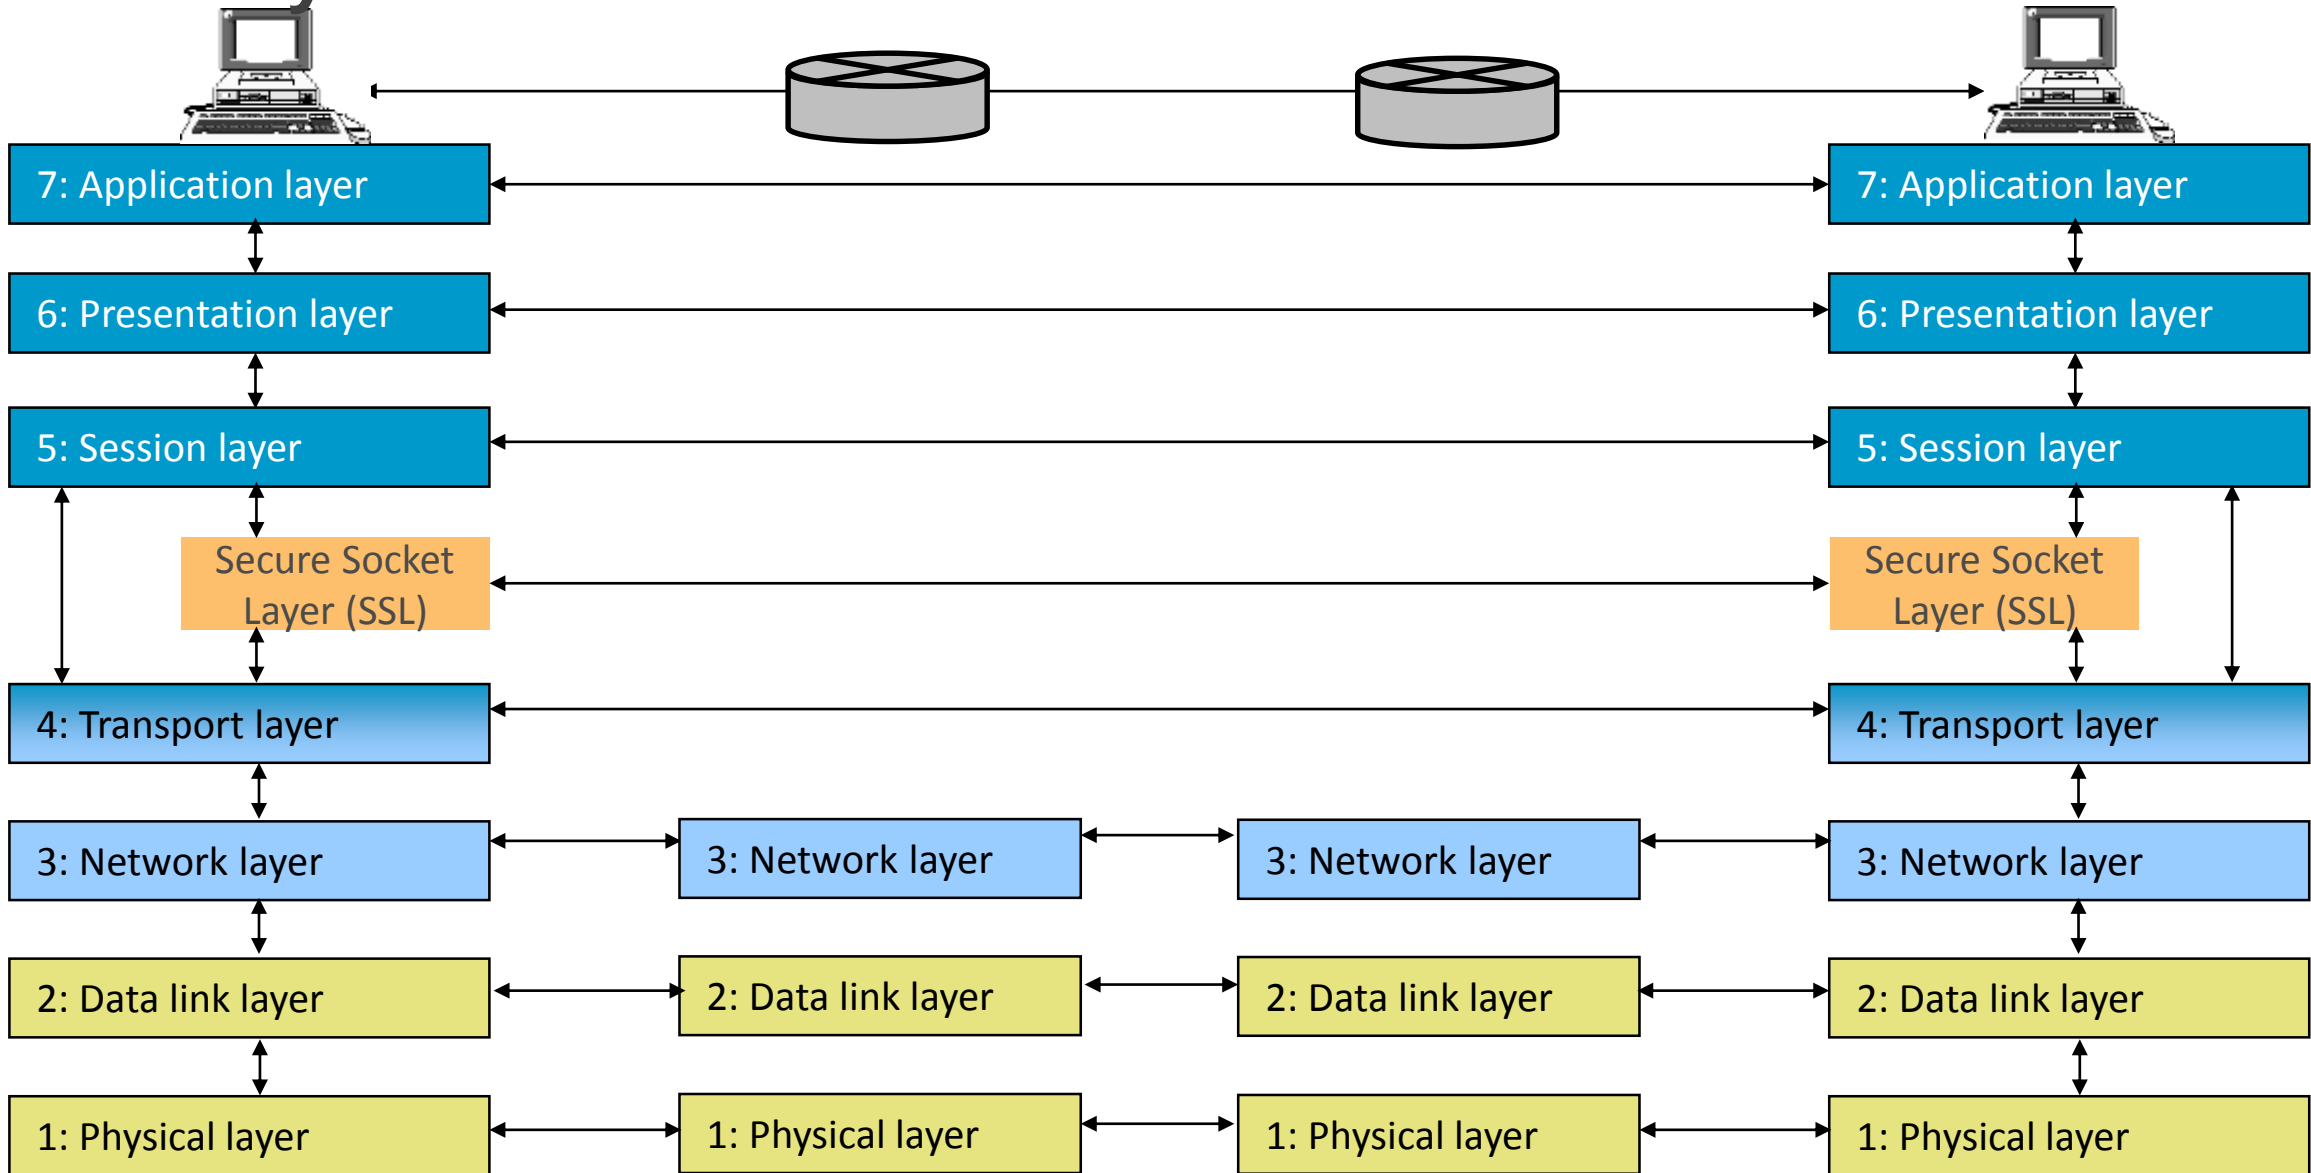 7: Application layer
7: Application layer
6: Presentation layer
6: Presentation layer
5: Session layer
5: Session layer
Secure Socket
Layer (SSL)
Secure Socket
Layer (SSL)
4: Transport layer
4: Transport layer
3: Network layer
3: Network layer
3: Network layer
3: Network layer
2: Data link layer
2: Data link layer
2: Data link layer
2: Data link layer
1: Physical layer
1: Physical layer
1: Physical layer
1: Physical layer